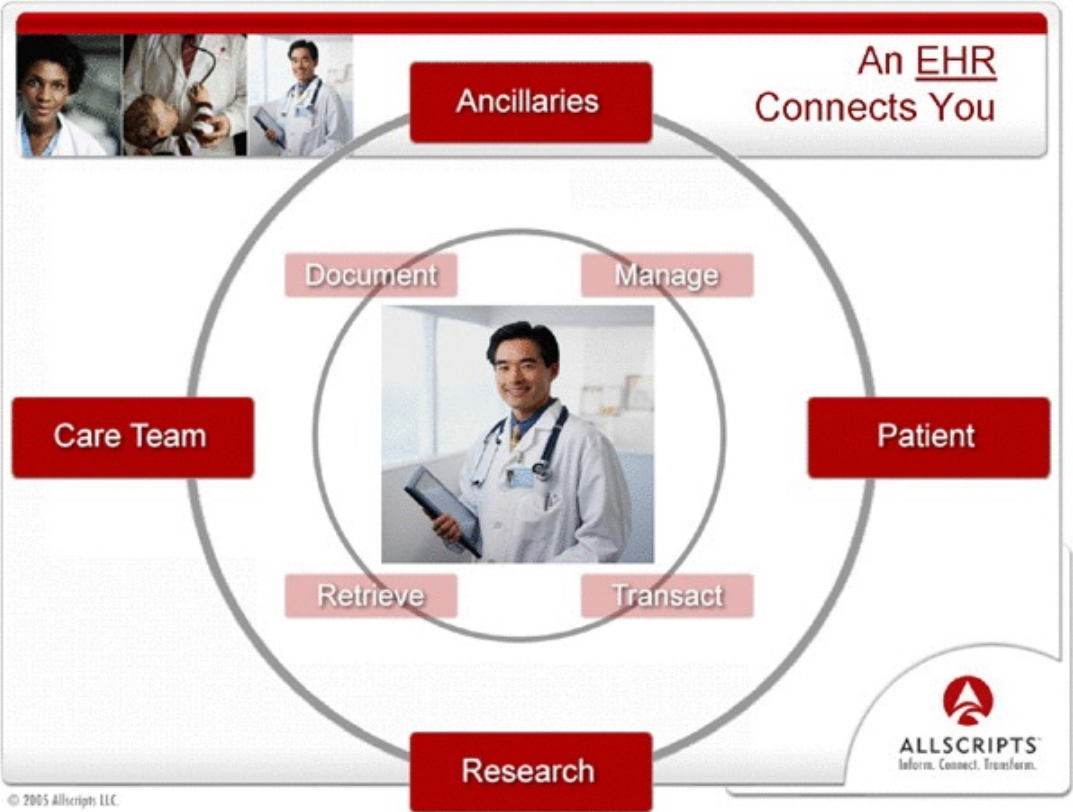 An EHR
Connects You
Ancillaries
Document
Manage
Care Team
Patient
Retrieve
Transact
Research
ALLSCRIPTS™
Inform. Connect. Transform.
© 2005 Allscripts LLC.